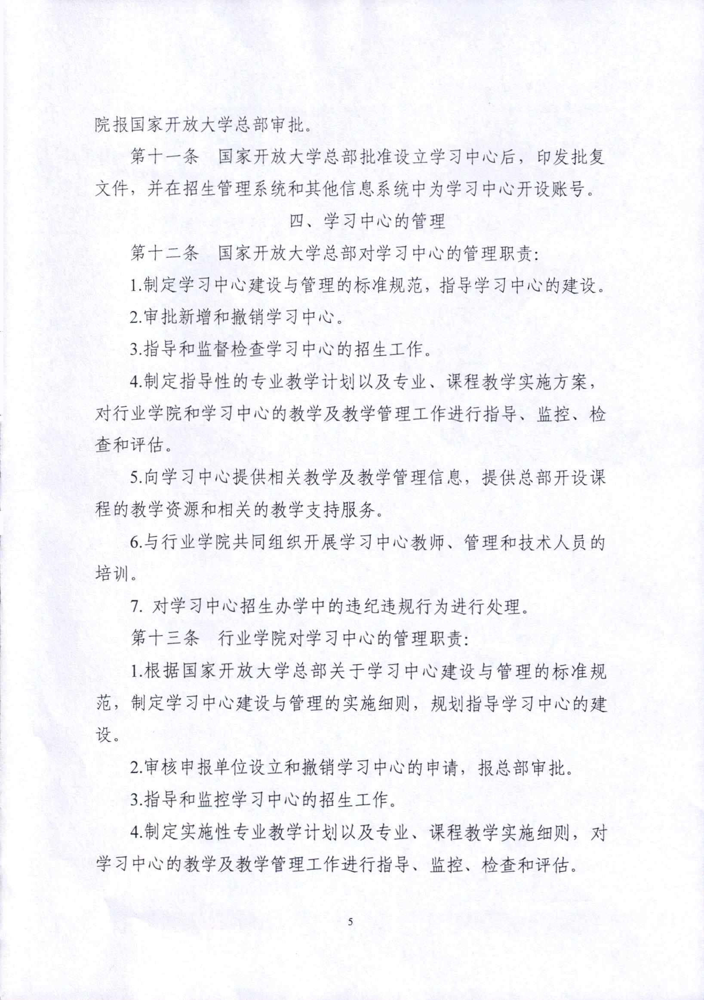 院报国家开放大学总部审批。
第十一条　国家开放大学总部批准设立学习中心后，印发批复
文件，并在招生管理系统和其他信息系统中为学习中心开设账号。
四、学习中心的管理
第十二条　国家开放大学总部对学习中心的管理职责：
1.制定学习中心建设与管理的标准规范，指导学习中心的建设。
2.审批新增和撤销学习中心。
3.指导和监督检查学习中心的招生工作。
4.制定指导性的专业教学计划以及专业、课程教学实施方案，
对行业学院和学习中心的教学及教学管理工作进行指导、监控、检
查和评估。
5.向学习中心提供相关教学及教学管理信息，提供总部开设课
程的教学资源和相关的教学支持服务。
6.与行业学院共同组织开展学习中心教师、管理和技术人员的
培训。
7. 对学习中心招生办学中的违纪违规行为进行处理。
第十三条　行业学院对学习中心的管理职责：
1.根据国家开放大学总部关于学习中心建设与管理的标准规
范，制定学习中心建设与管理的实施细则，规划指导学习中心的建
设。
2.审核申报单位设立和撤销学习中心的申请，报总部审批。
3.指导和监控学习中心的招生工作。
4.制定实施性专业教学计划以及专业、课程教学实施细则，对
学习中心的教学及教学管理工作进行指导、监控、检查和评估。
5